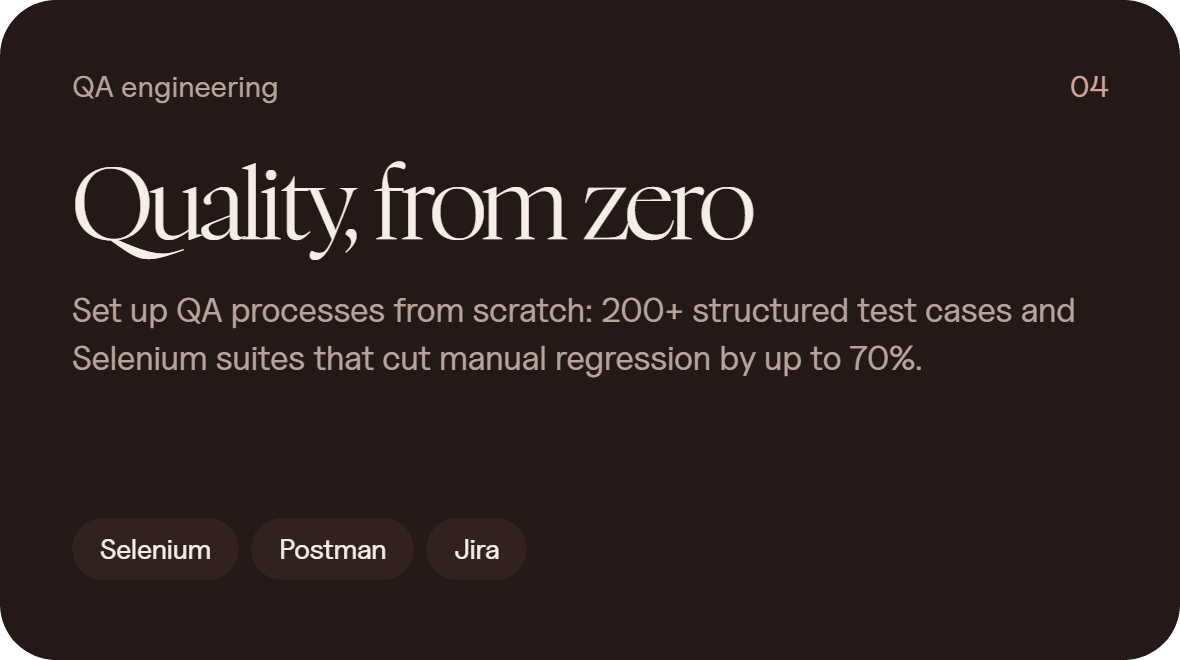 QA engineering
04
Quality, from zero
Set up QA processes from scratch: 200+ structured test cases and
Selenium suites that cut manual regression by up to 70%.
Selenium
Postman
Jira